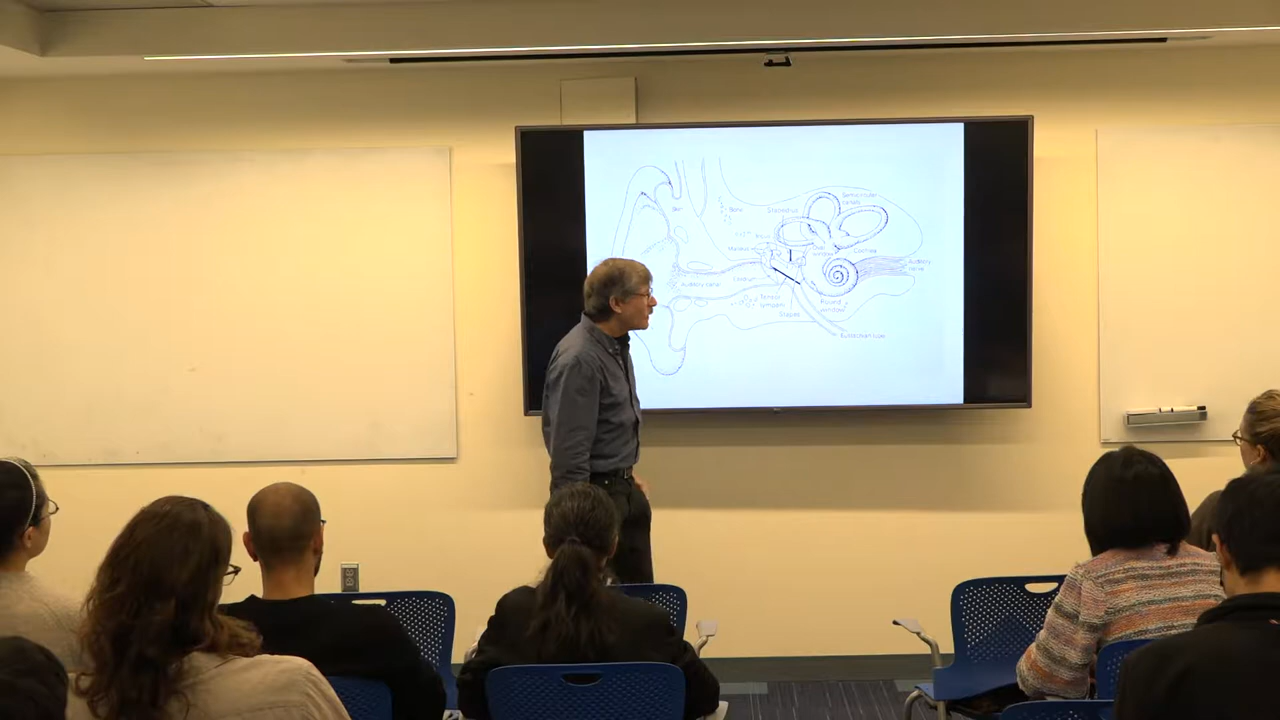 Skin
Bone
Stapedius
Semicircular
canals
Incus
Malleus
Oval
window
Cochlea
Auditory
nerve
Auditory canal
Tensor
tympani
Round
window
Stapes
Eustachian tube